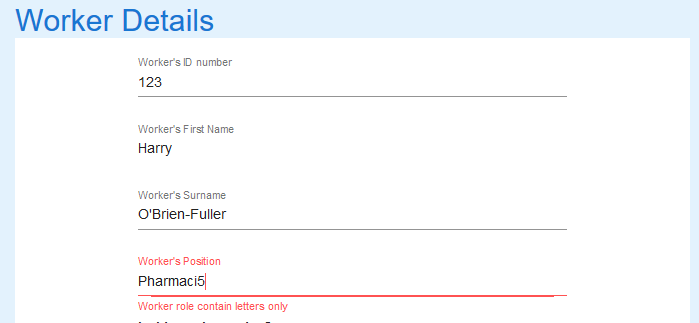 Worker Details
Worker's ID number
123
Worker's First Name
Harry
Worker's Surname
O'Brien-Fuller
Worker's Position
Pharmaci5
Worker role contain letters only